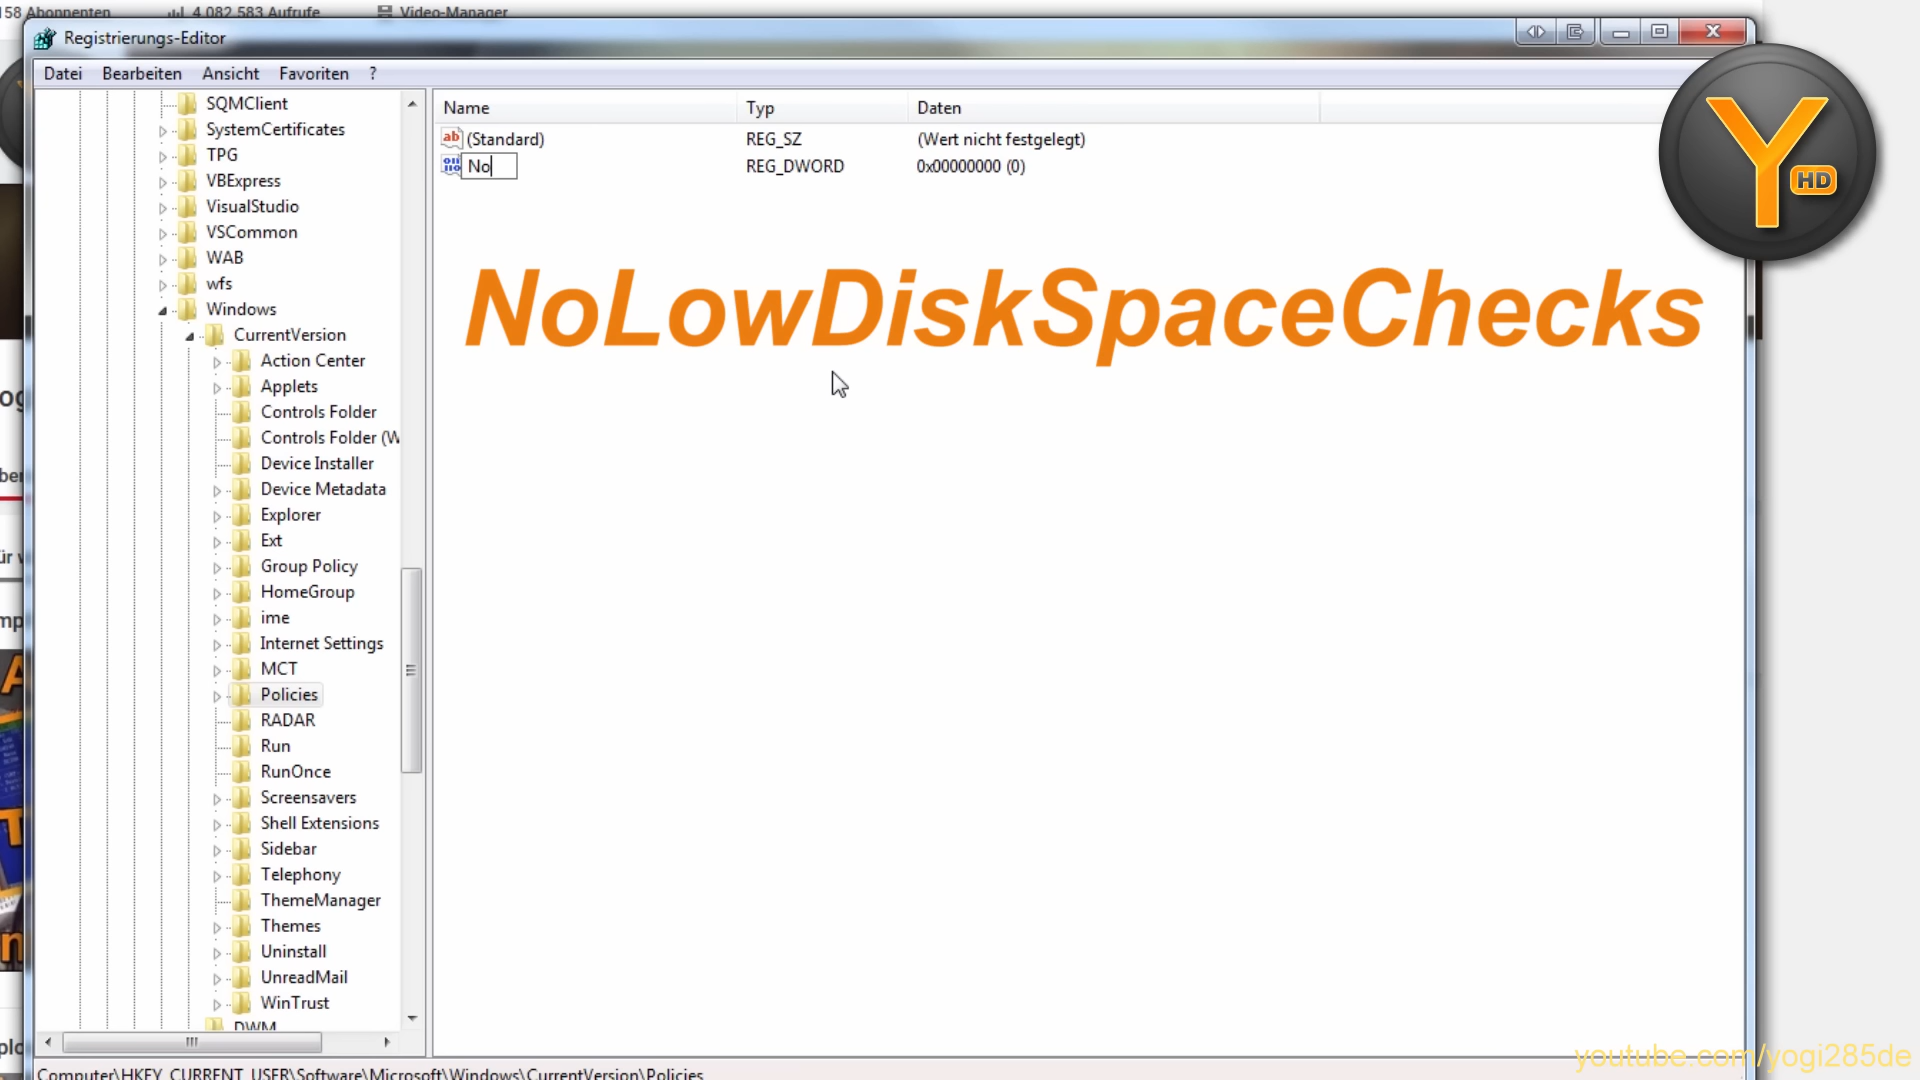 158 Abonnenten 4.082.583 Aufrufe Video-Manager
Registrierungs-Editor
Datei Bearbeiten Ansicht Favoriten ?
SQMClient
SystemCertificates
TPG
VBExpress
VisualStudio
VSCommon
WAB
wfs
Windows
CurrentVersion
Action Center
Applets
Controls Folder
Controls Folder (W
Device Installer
Device Metadata
Explorer
Ext
Group Policy
HomeGroup
ime
Internet Settings
MCT
Policies
RADAR
Run
RunOnce
Screensavers
Shell Extensions
Sidebar
Telephony
ThemeManager
Themes
Uninstall
UnreadMail
WinTrust
DWM
Name Typ Daten
(Standard) REG_SZ (Wert nicht festgelegt)
No REG_DWORD 0x00000000 (0)
NoLowDiskSpaceChecks
Y HD
Computer\HKEY_CURRENT_USER\Software\Microsoft\Windows\CurrentVersion\Policies
youtube.com/yogi285de